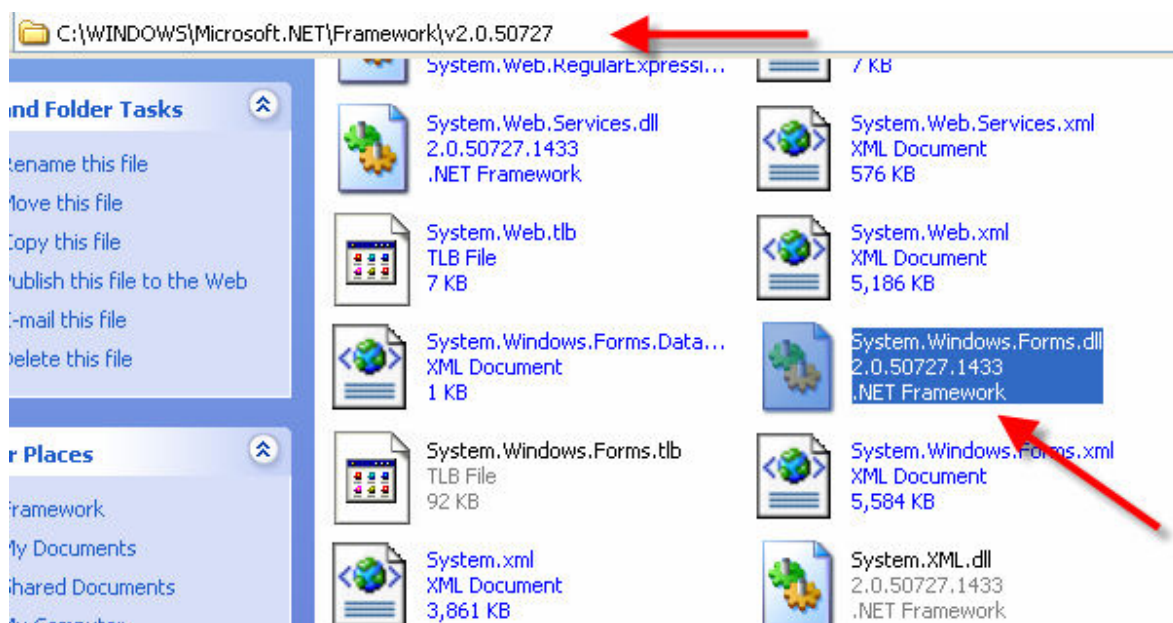 C:\WINDOWS\Microsoft.NET\Framework\v2.0.50727
and Folder Tasks
ename this file
ove this file
opy this file
ublish this file to the Web
-mail this file
elete this file
r Places
ramework
y Documents
hared Documents
y Computer
System.Web.RegularExpressi...
7 KB
System.Web.Services.dll
2.0.50727.1433
.NET Framework
System.Web.Services.xml
XML Document
576 KB
System.Web.tlb
TLB File
7 KB
System.Web.xml
XML Document
5,186 KB
System.Windows.Forms.Data...
XML Document
1 KB
System.Windows.Forms.dll
2.0.50727.1433
.NET Framework
System.Windows.Forms.tlb
TLB File
92 KB
System.Windows.Forms.xml
XML Document
5,584 KB
System.xml
XML Document
3,861 KB
System.XML.dll
2.0.50727.1433
.NET Framework